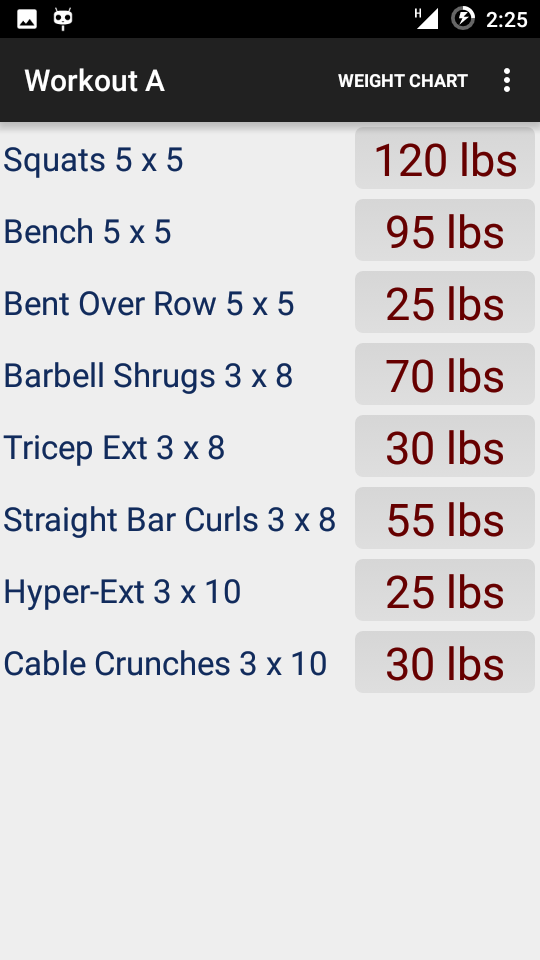 H 2:25
Workout A WEIGHT CHART
Squats 5 x 5 120 lbs
Bench 5 x 5 95 lbs
Bent Over Row 5 x 5 25 lbs
Barbell Shrugs 3 x 8 70 lbs
Tricep Ext 3 x 8 30 lbs
Straight Bar Curls 3 x 8 55 lbs
Hyper-Ext 3 x 10 25 lbs
Cable Crunches 3 x 10 30 lbs